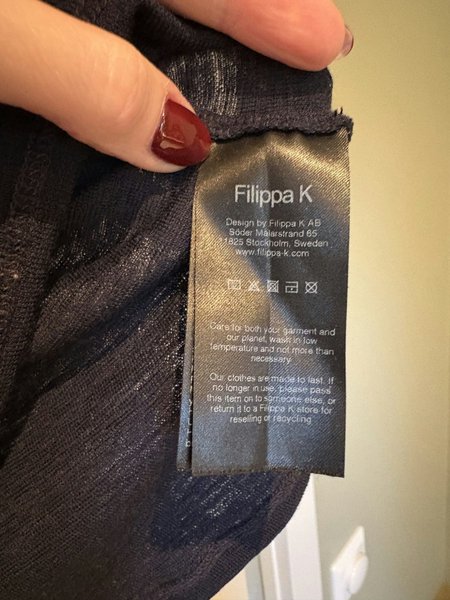 Filippa K
Design by Filippa K AB
Söder Mälarstrand 65
11825 Stockholm, Sweden
www.filippa-k.com
Care for both your garment and
our planet, wash in low
Temperature and not more than
necessary
Our clothes are made to last. If
no longer in use, please pass
this item on to someone else, or
return it to a Filippa K store for
reselling or recycling